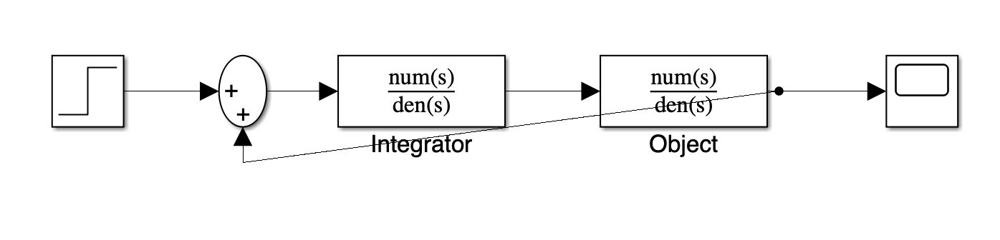 +
+
num(s)
den(s)
Integrator
num(s)
den(s)
Object